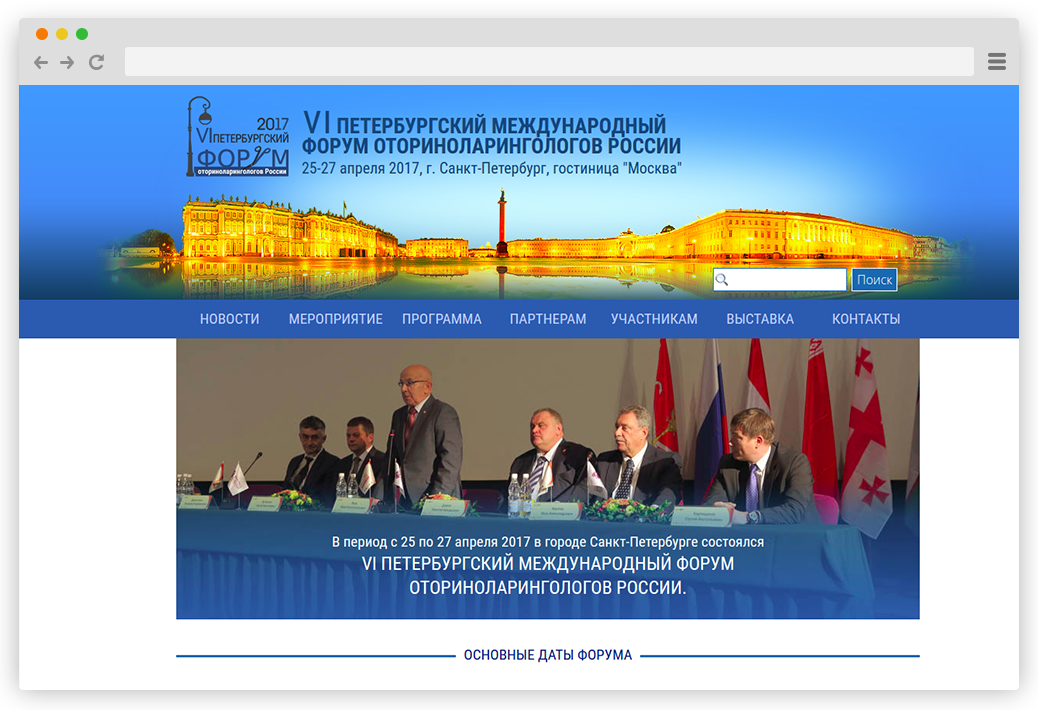 2017
VI ПЕТЕРБУРГСКИЙ
ФОРУМ
оториноларингологов России
VI ПЕТЕРБУРГСКИЙ МЕЖДУНАРОДНЫЙ
ФОРУМ ОТОРИНОЛАРИНГОЛОГОВ РОССИИ
25-27 апреля 2017, г. Санкт-Петербург, гостиница "Москва"
Поиск
НОВОСТИ МЕРОПРИЯТИЕ ПРОГРАММА ПАРТНЕРАМ УЧАСТНИКАМ ВЫСТАВКА КОНТАКТЫ
В период с 25 по 27 апреля 2017 в городе Санкт-Петербурге состоялся
VI ПЕТЕРБУРГСКИЙ МЕЖДУНАРОДНЫЙ ФОРУМ
ОТОРИНОЛАРИНГОЛОГОВ РОССИИ.
ОСНОВНЫЕ ДАТЫ ФОРУМА